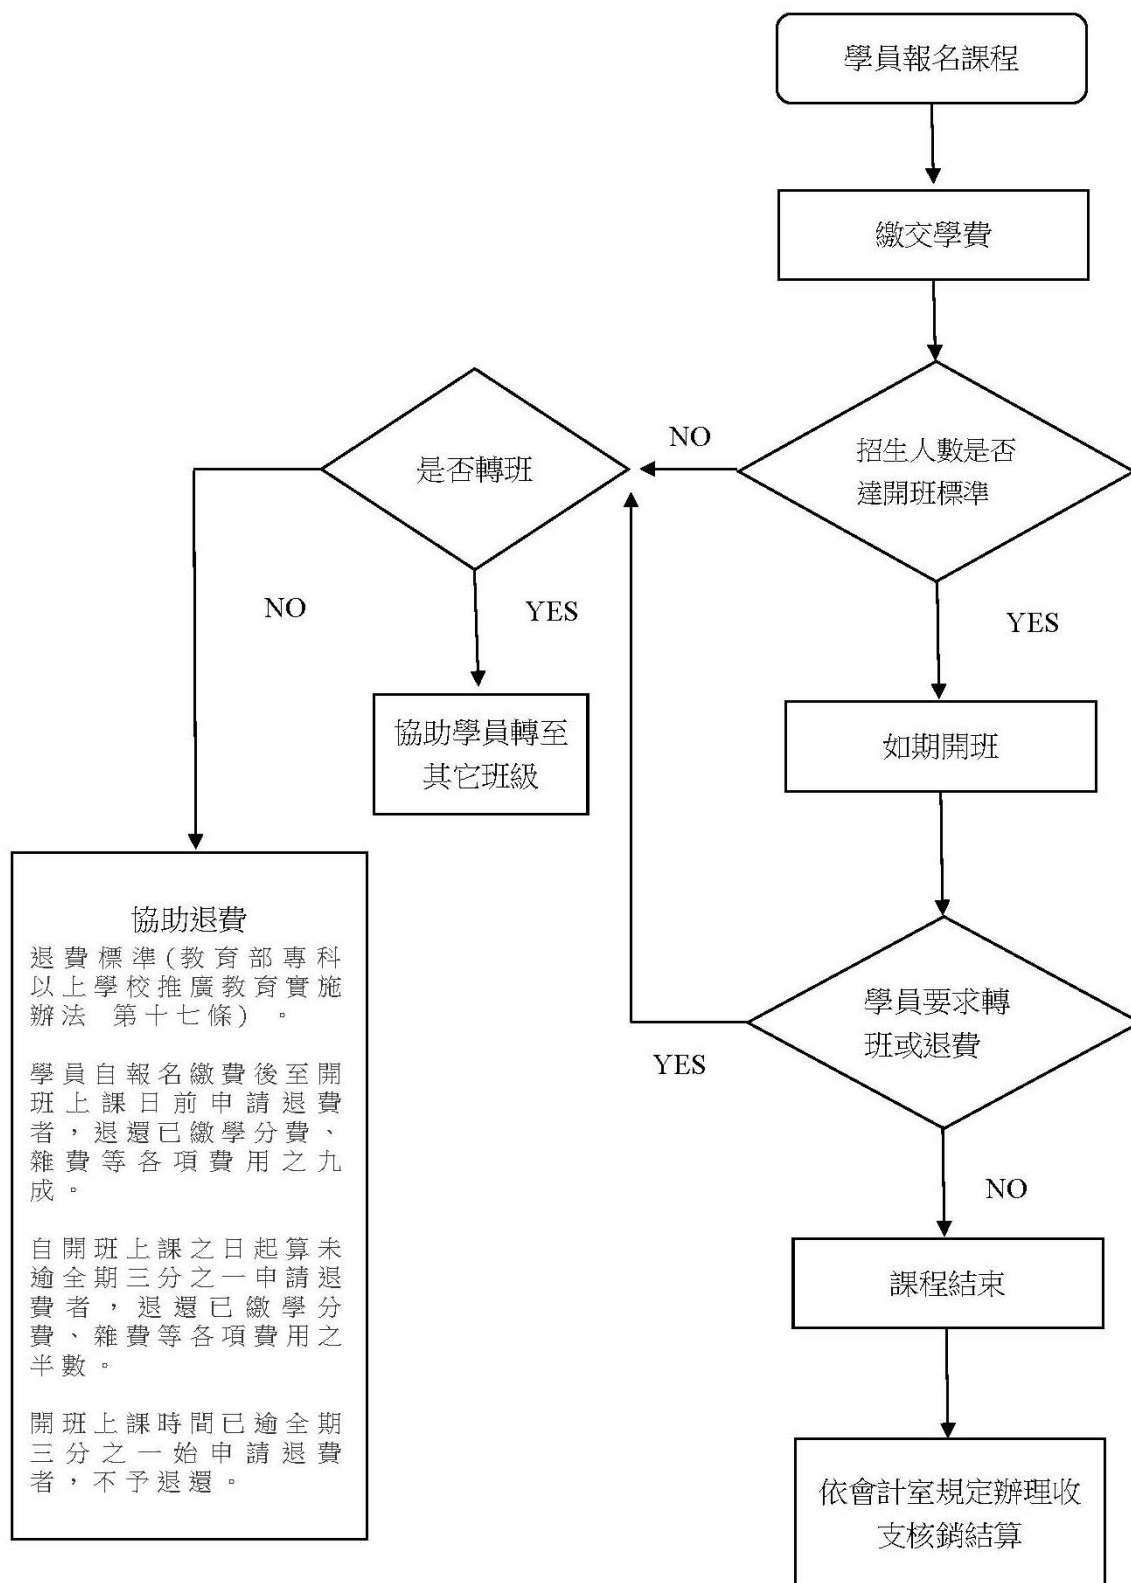 學員報名課程
繳交學費
招生人數是否
達開班標準
NO
是否轉班
NO
YES
YES
協助學員轉至
其它班級
如期開班
協助退費
退費標準(教育部專科
以上學校推廣教育實施
辦法 第十七條) 。
學員自報名繳費後至開
班上課日前申請退費
者，退還已繳學分費、
雜費等各項費用之九
成。
自開班上課之日起算未
逾全期三分之一申請退
費者，退還已繳學分
費、雜費等各項費用之
半數。
開班上課時間已逾全期
三分之一始申請退費
者，不予退還。
學員要求轉
班或退費
YES
NO
課程結束
依會計室規定辦理收
支核銷結算